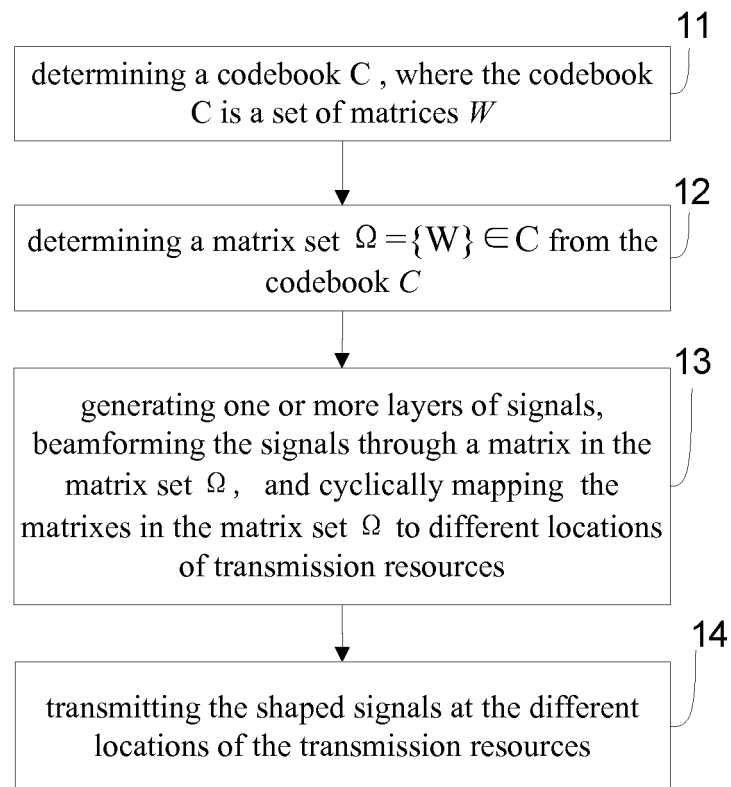 11
determining a codebook C , where the codebook
C is a set of matrices W
12
determining a matrix set Ω={W}∈C from the
codebook C
13
generating one or more layers of signals,
beamforming the signals through a matrix in the
matrix set Ω, and cyclically mapping the
matrixes in the matrix set Ω to different locations
of transmission resources
14
transmitting the shaped signals at the different
locations of the transmission resources